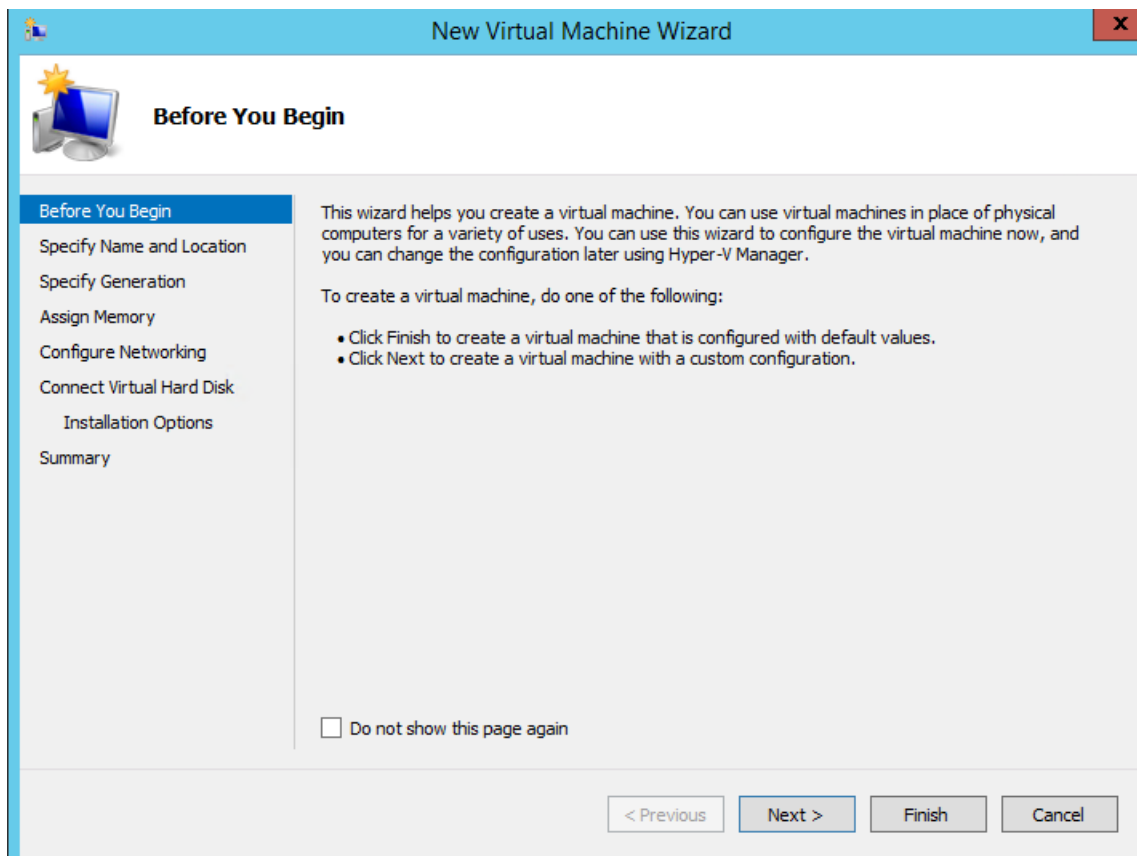 New Virtual Machine Wizard
x
Before You Begin
Before You Begin
Specify Name and Location
Specify Generation
Assign Memory
Configure Networking
Connect Virtual Hard Disk
Installation Options
Summary
This wizard helps you create a virtual machine. You can use virtual machines in place of physical
computers for a variety of uses. You can use this wizard to configure the virtual machine now, and
you can change the configuration later using Hyper-V Manager.
To create a virtual machine, do one of the following:
• Click Finish to create a virtual machine that is configured with default values.
• Click Next to create a virtual machine with a custom configuration.
Do not show this page again
< Previous
Next >
Finish
Cancel